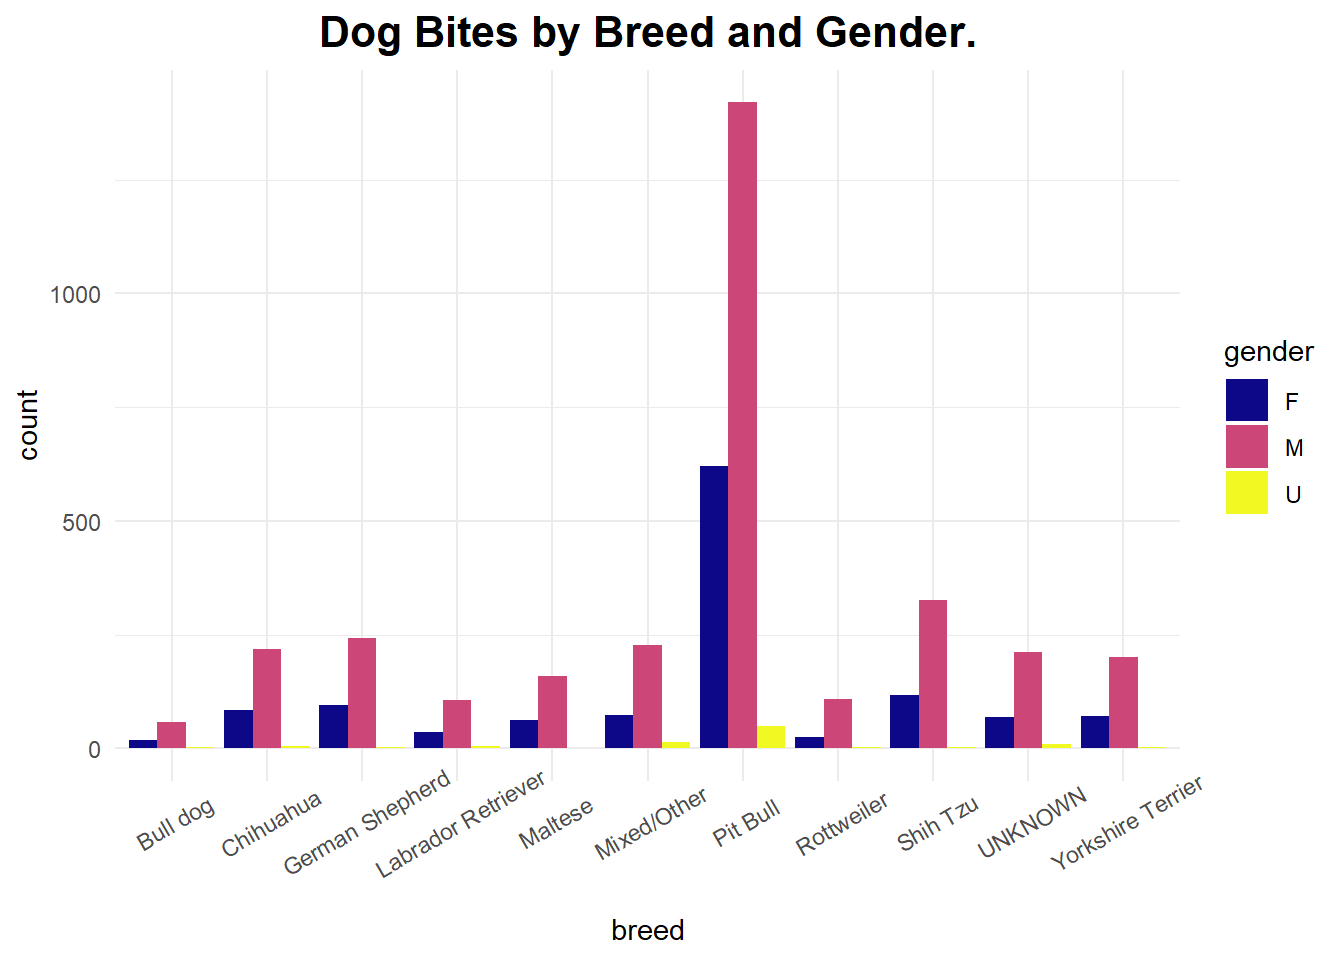 Dog Bites by Breed and Gender.
count
1000
500
0
Bull dog
Chihuahua
German Shepherd
Labrador Retriever
Maltese
Mixed/Other
Pit Bull
Rottweiler
Shih Tzu
UNKNOWN
Yorkshire Terrier
breed
gender
F
M
U